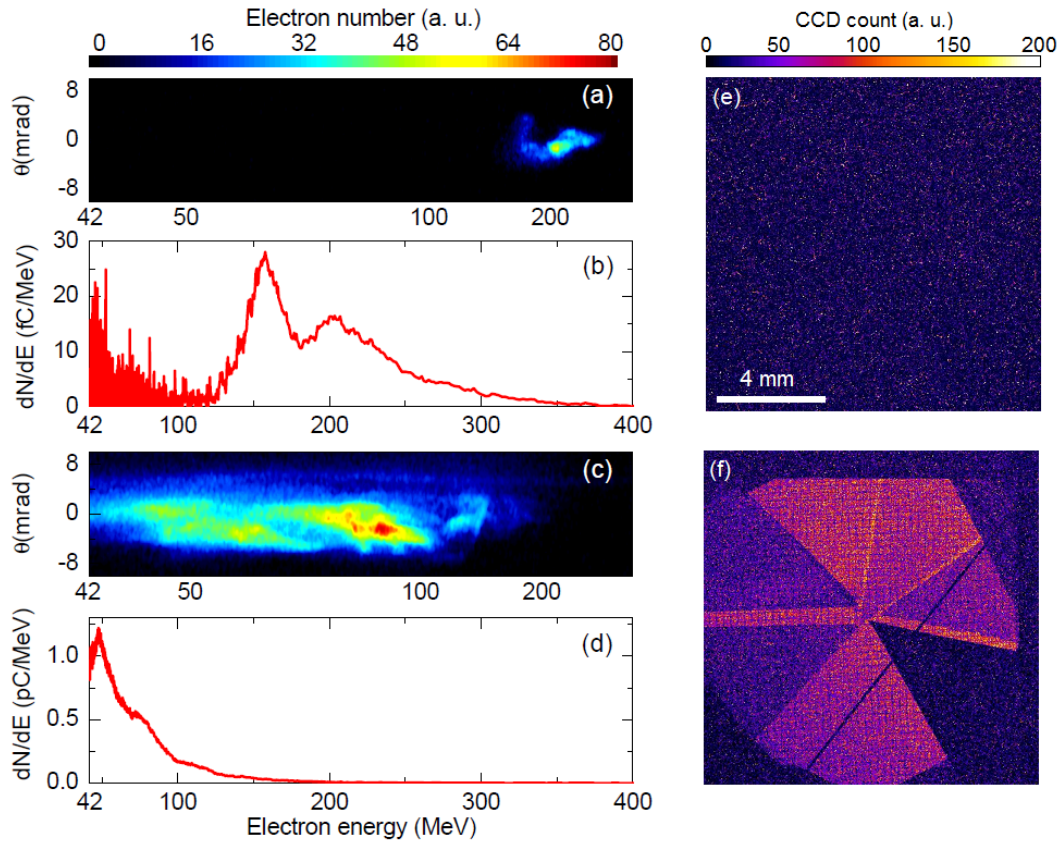 Electron number (a. u.)
0 16 32 48 64 80
CCD count (a. u.)
0 50 100 150 200
(a)
θ(mrad)
8
0
-8
42 50 100 200
(b)
dN/dE (fC/MeV)
30
20
10
0
42 100 200 300 400
(c)
θ(mrad)
8
0
-8
42 50 100 200
(d)
dN/dE (pC/MeV)
1.0
0.5
0.0
42 100 200 300 400
Electron energy (MeV)
(e)
4 mm
(f)